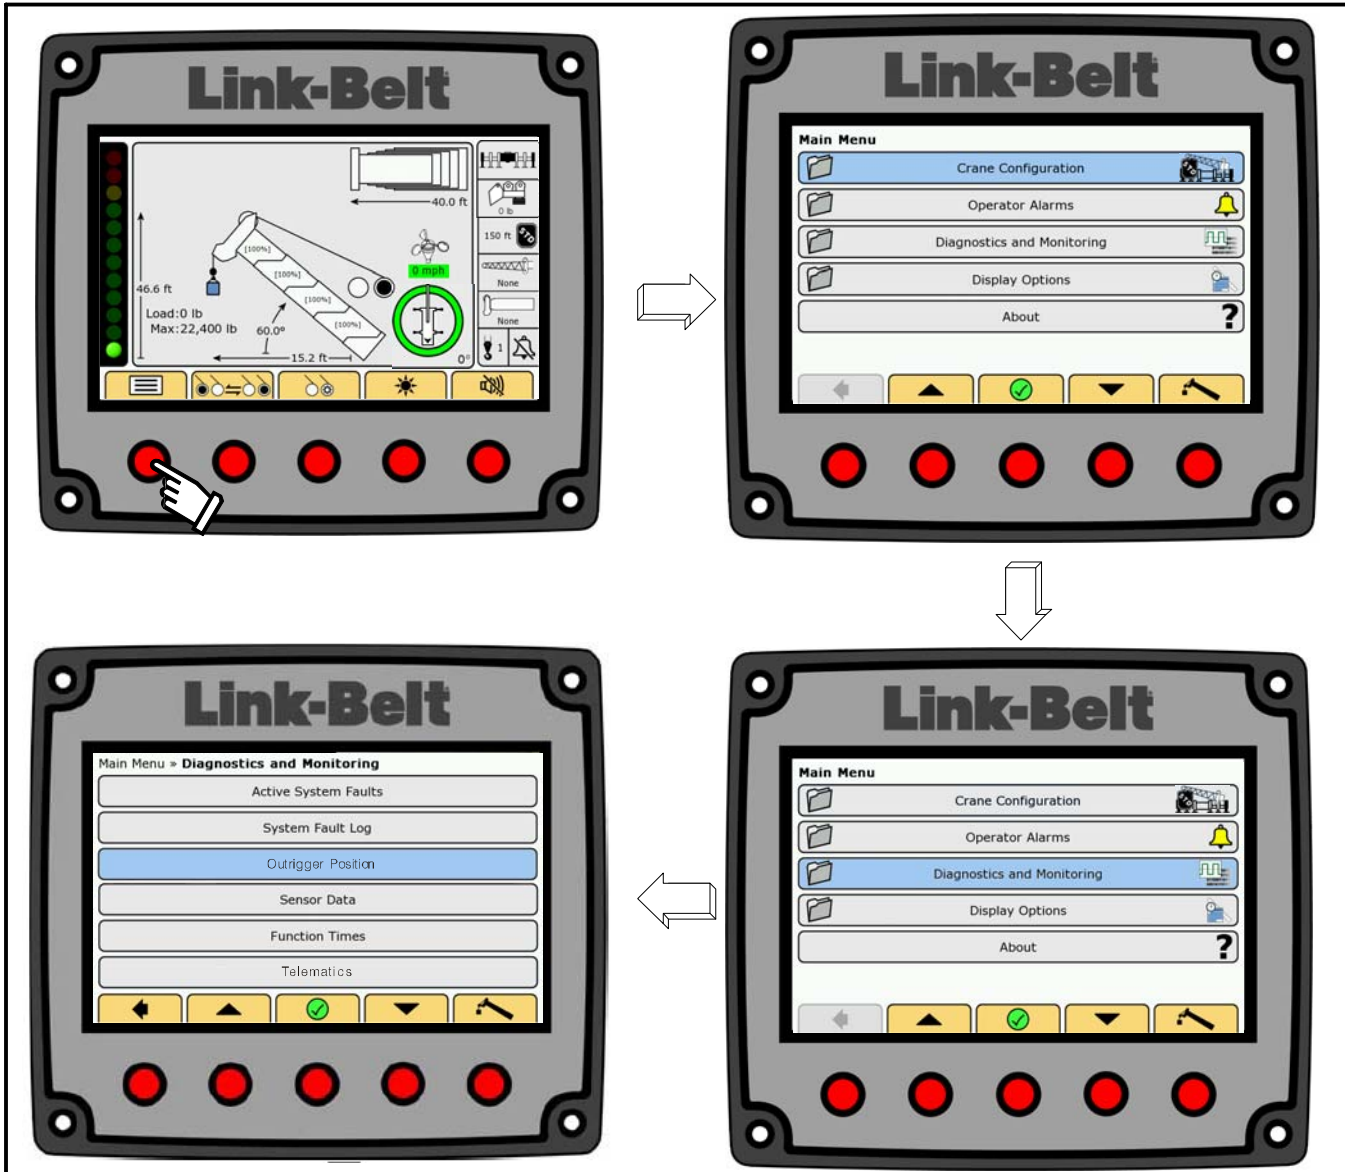 Link-Belt
40.0 ft
0 lb
150 ft STD
[100%]
[100%]
0 mph
None
46.6 ft
[100%]
Load:0 lb
[100%]
None
Max:22,400 lb
60.0°
1
15.2 ft
0°
Link-Belt
Main Menu
Crane Configuration
Operator Alarms
Diagnostics and Monitoring
Display Options
About ?
Link-Belt
Main Menu
Crane Configuration
Operator Alarms
Diagnostics and Monitoring
Display Options
About ?
Link-Belt
Main Menu » Diagnostics and Monitoring
Active System Faults
System Fault Log
Outrigger Position
Sensor Data
Function Times
Telematics